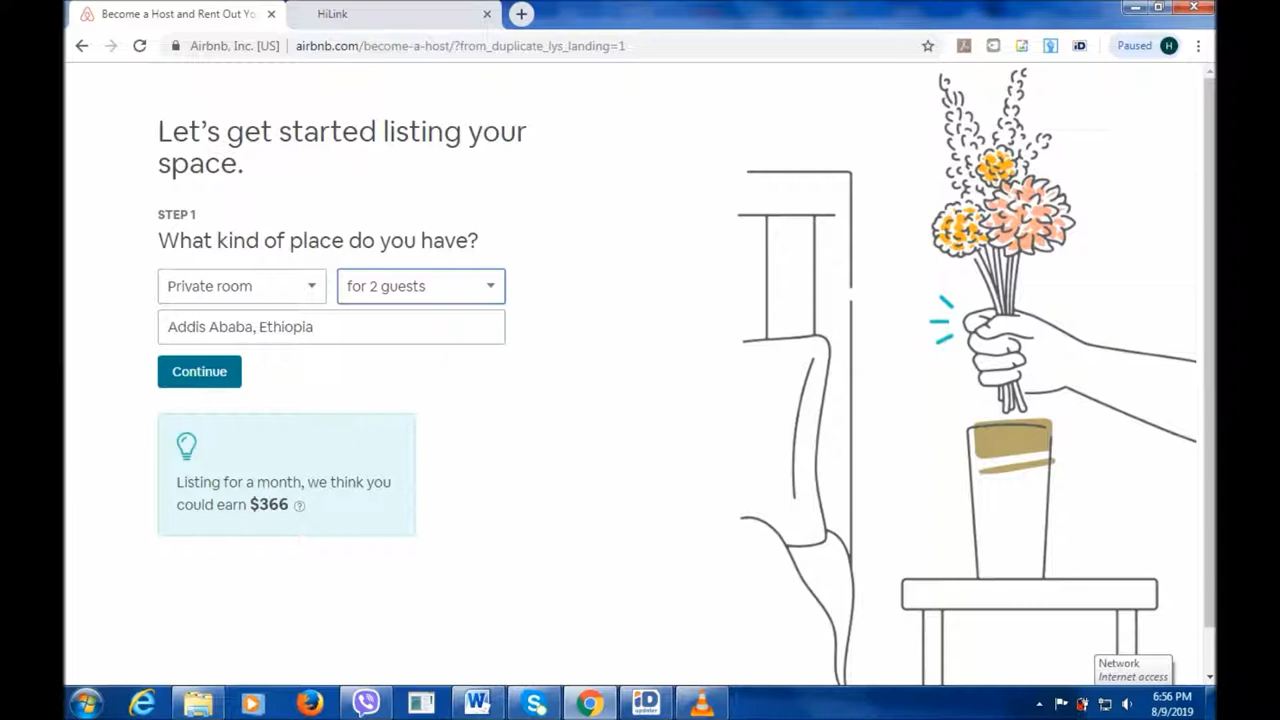 Become a Host and Rent Out Yo
HiLink
Airbnb, Inc. [US]
airbnb.com/become-a-host/?from_duplicate_lys_landing=1
iD
Paused
H
Let's get started listing your
space.
STEP 1
What kind of place do you have?
Private room
for 2 guests
Addis Ababa, Ethiopia
Continue
Listing for a month, we think you
could earn $366 ?
Network
Internet access
W
S
iD
updater
6:56 PM
8/9/2019